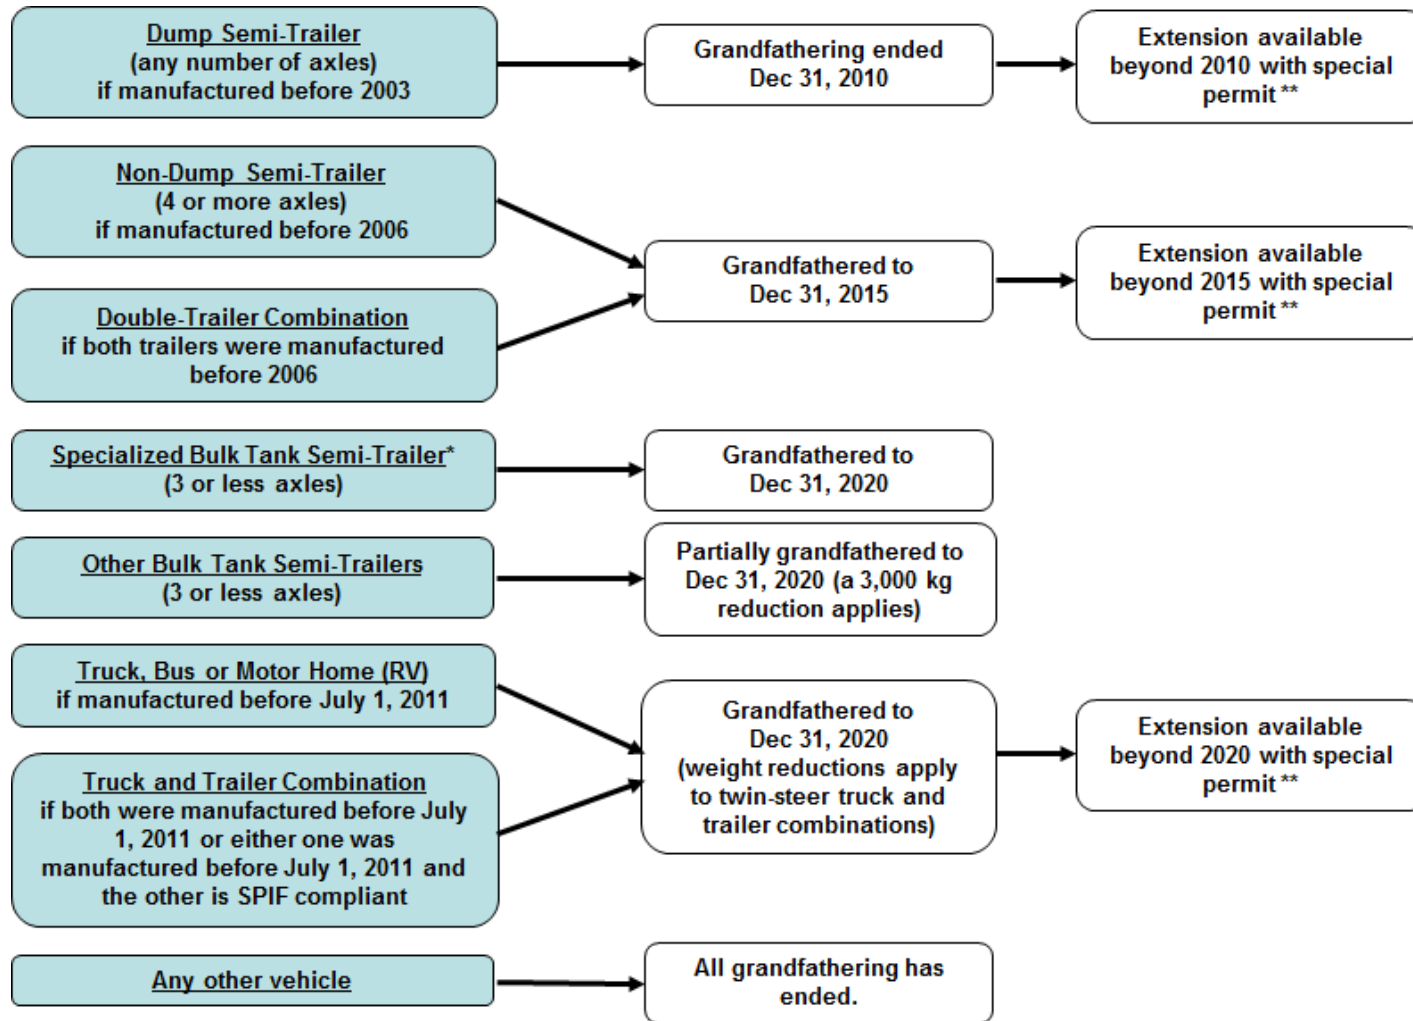 Dump Semi-Trailer
(any number of axles)
if manufactured before 2003
Grandfathering ended
Dec 31, 2010
Extension available
beyond 2010 with special
permit **
Non-Dump Semi-Trailer
(4 or more axles)
if manufactured before 2006
Double-Trailer Combination
if both trailers were manufactured
before 2006
Grandfathered to
Dec 31, 2015
Extension available
beyond 2015 with special
permit **
Specialized Bulk Tank Semi-Trailer*
(3 or less axles)
Grandfathered to
Dec 31, 2020
Other Bulk Tank Semi-Trailers
(3 or less axles)
Partially grandfathered to
Dec 31, 2020 (a 3,000 kg
reduction applies)
Truck, Bus or Motor Home (RV)
if manufactured before July 1, 2011
Truck and Trailer Combination
if both were manufactured before July
1, 2011 or either one was
manufactured before July 1, 2011 and
the other is SPIF compliant
Grandfathered to
Dec 31, 2020
(weight reductions apply
to twin-steer truck and
trailer combinations)
Extension available
beyond 2020 with special
permit **
Any other vehicle
All grandfathering has
ended.